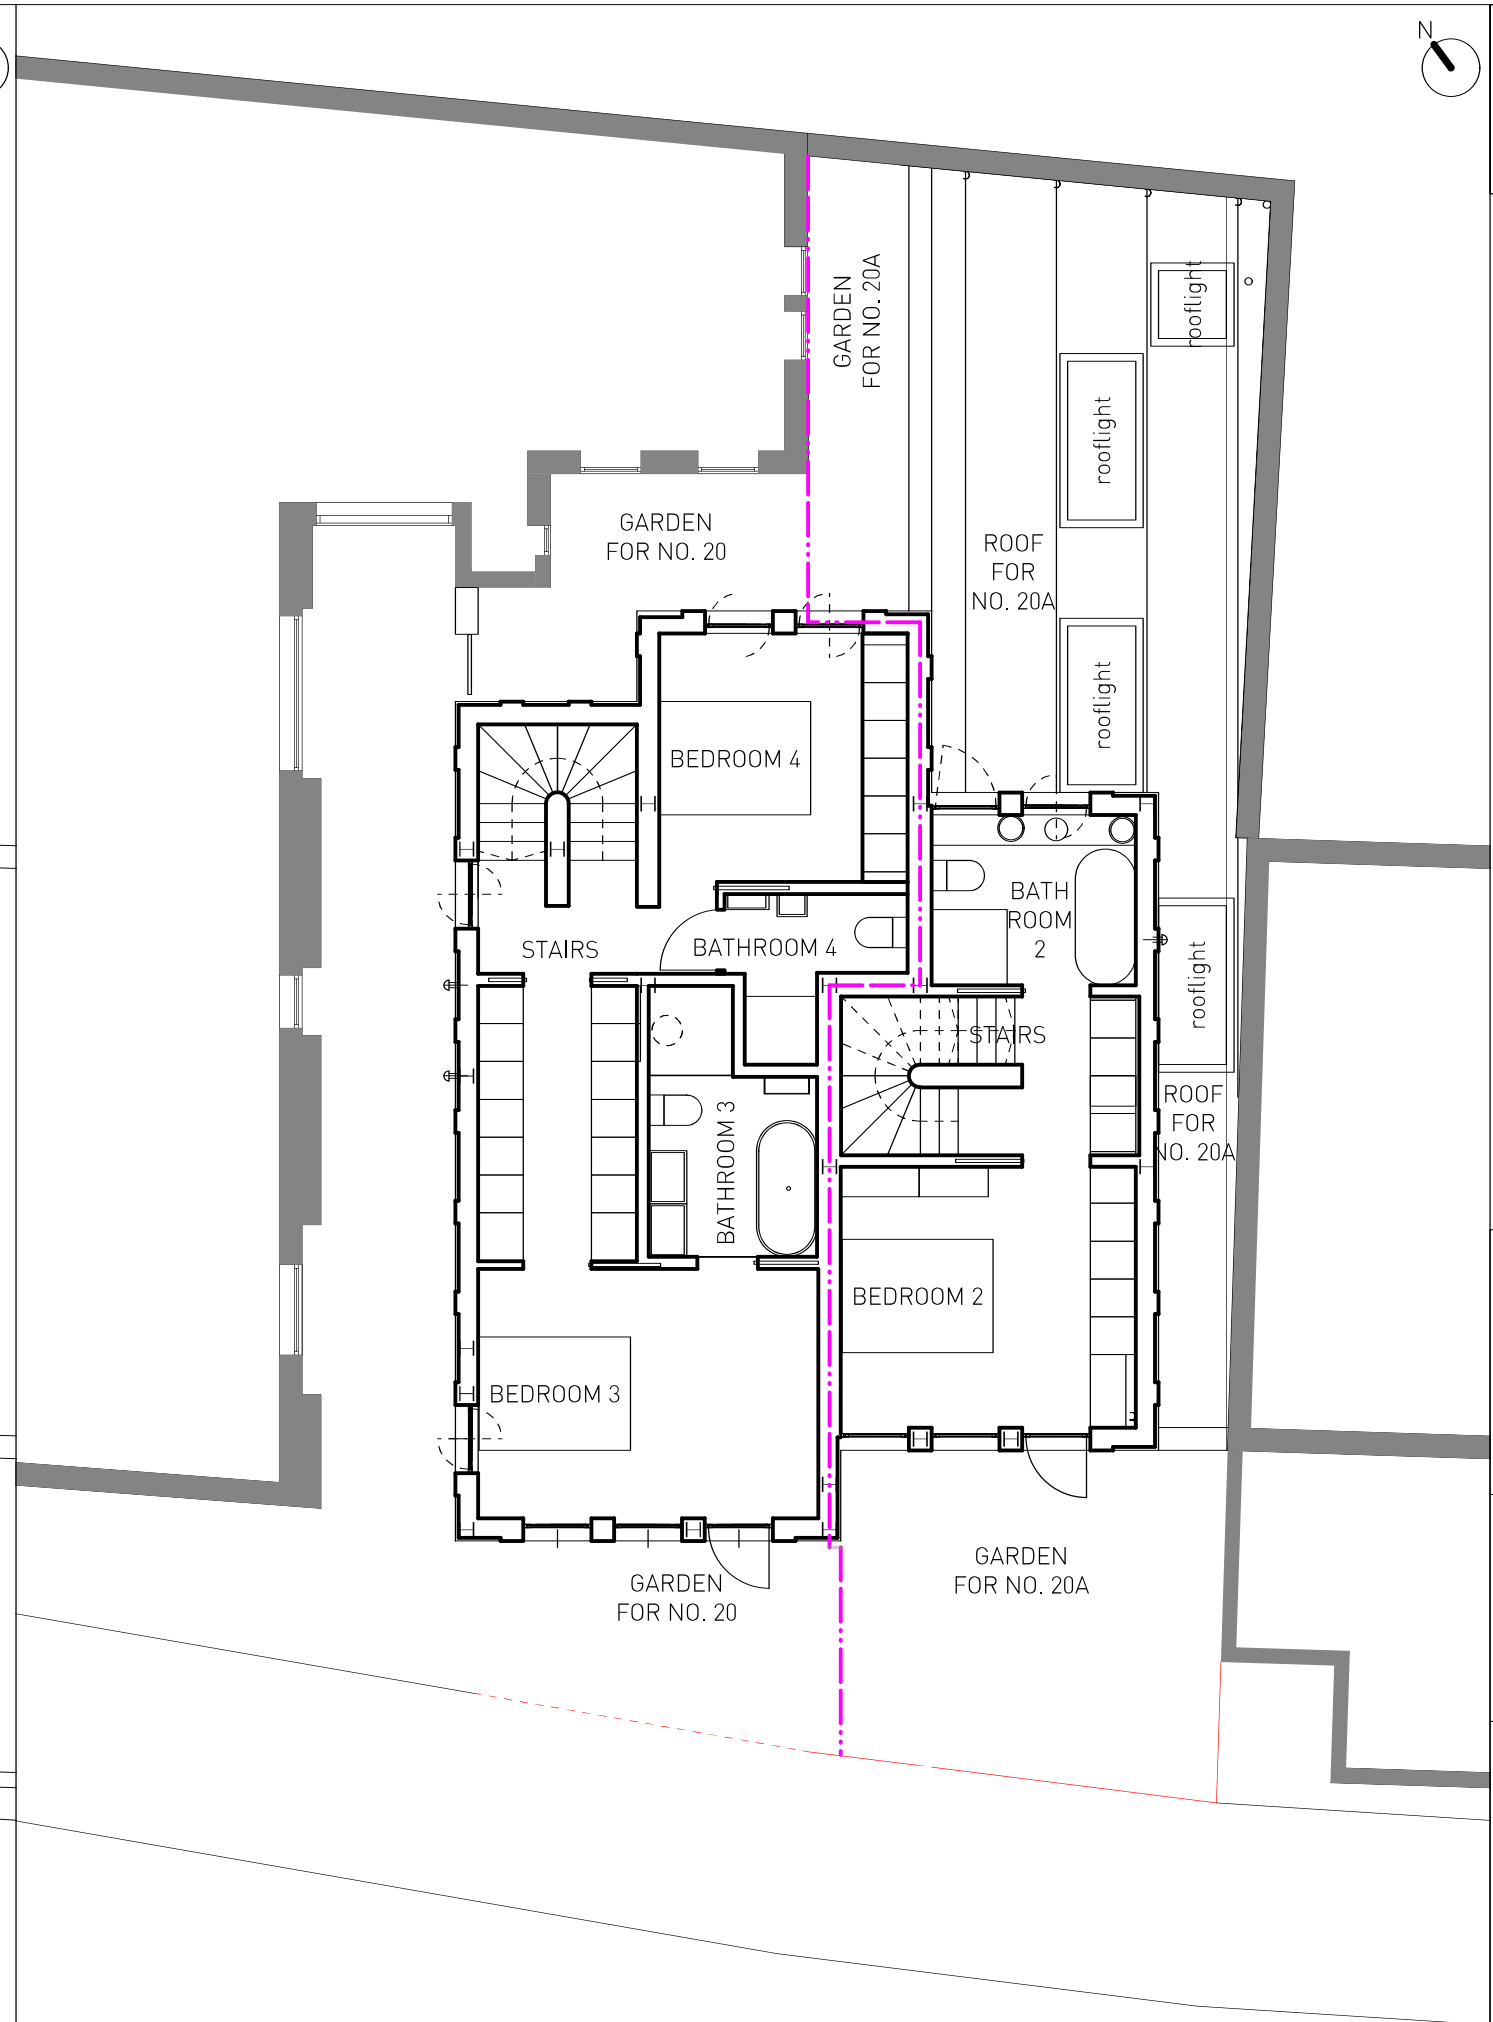 N
GARDEN
FOR NO. 20A
rooflight
rooflight
GARDEN
FOR NO. 20
ROOF
FOR
NO. 20A
rooflight
BEDROOM 4
BATH
ROOM
2
STAIRS
BATHROOM 4
rooflight
STAIRS
ROOF
FOR
NO. 20A
BATHROOM 3
BEDROOM 2
BEDROOM 3
GARDEN
FOR NO. 20A
GARDEN
FOR NO. 20